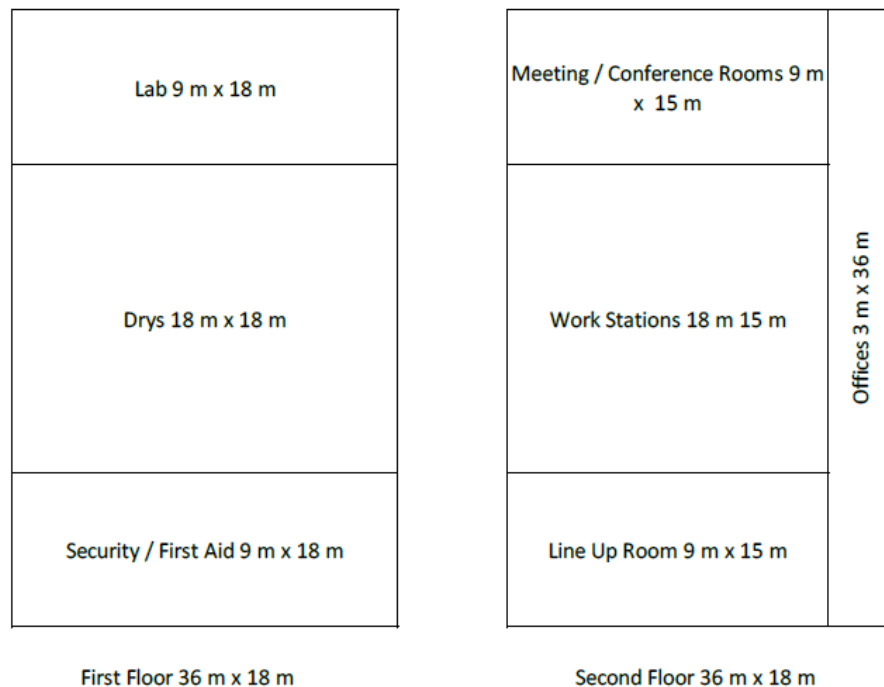 Lab 9 m x 18 m
Drys 18 m x 18 m
Security / First Aid 9 m x 18 m
First Floor 36 m x 18 m
Meeting / Conference Rooms 9 m
x 15 m
Work Stations 18 m 15 m
Line Up Room 9 m x 15 m
Offices 3 m x 36 m
Second Floor 36 m x 18 m